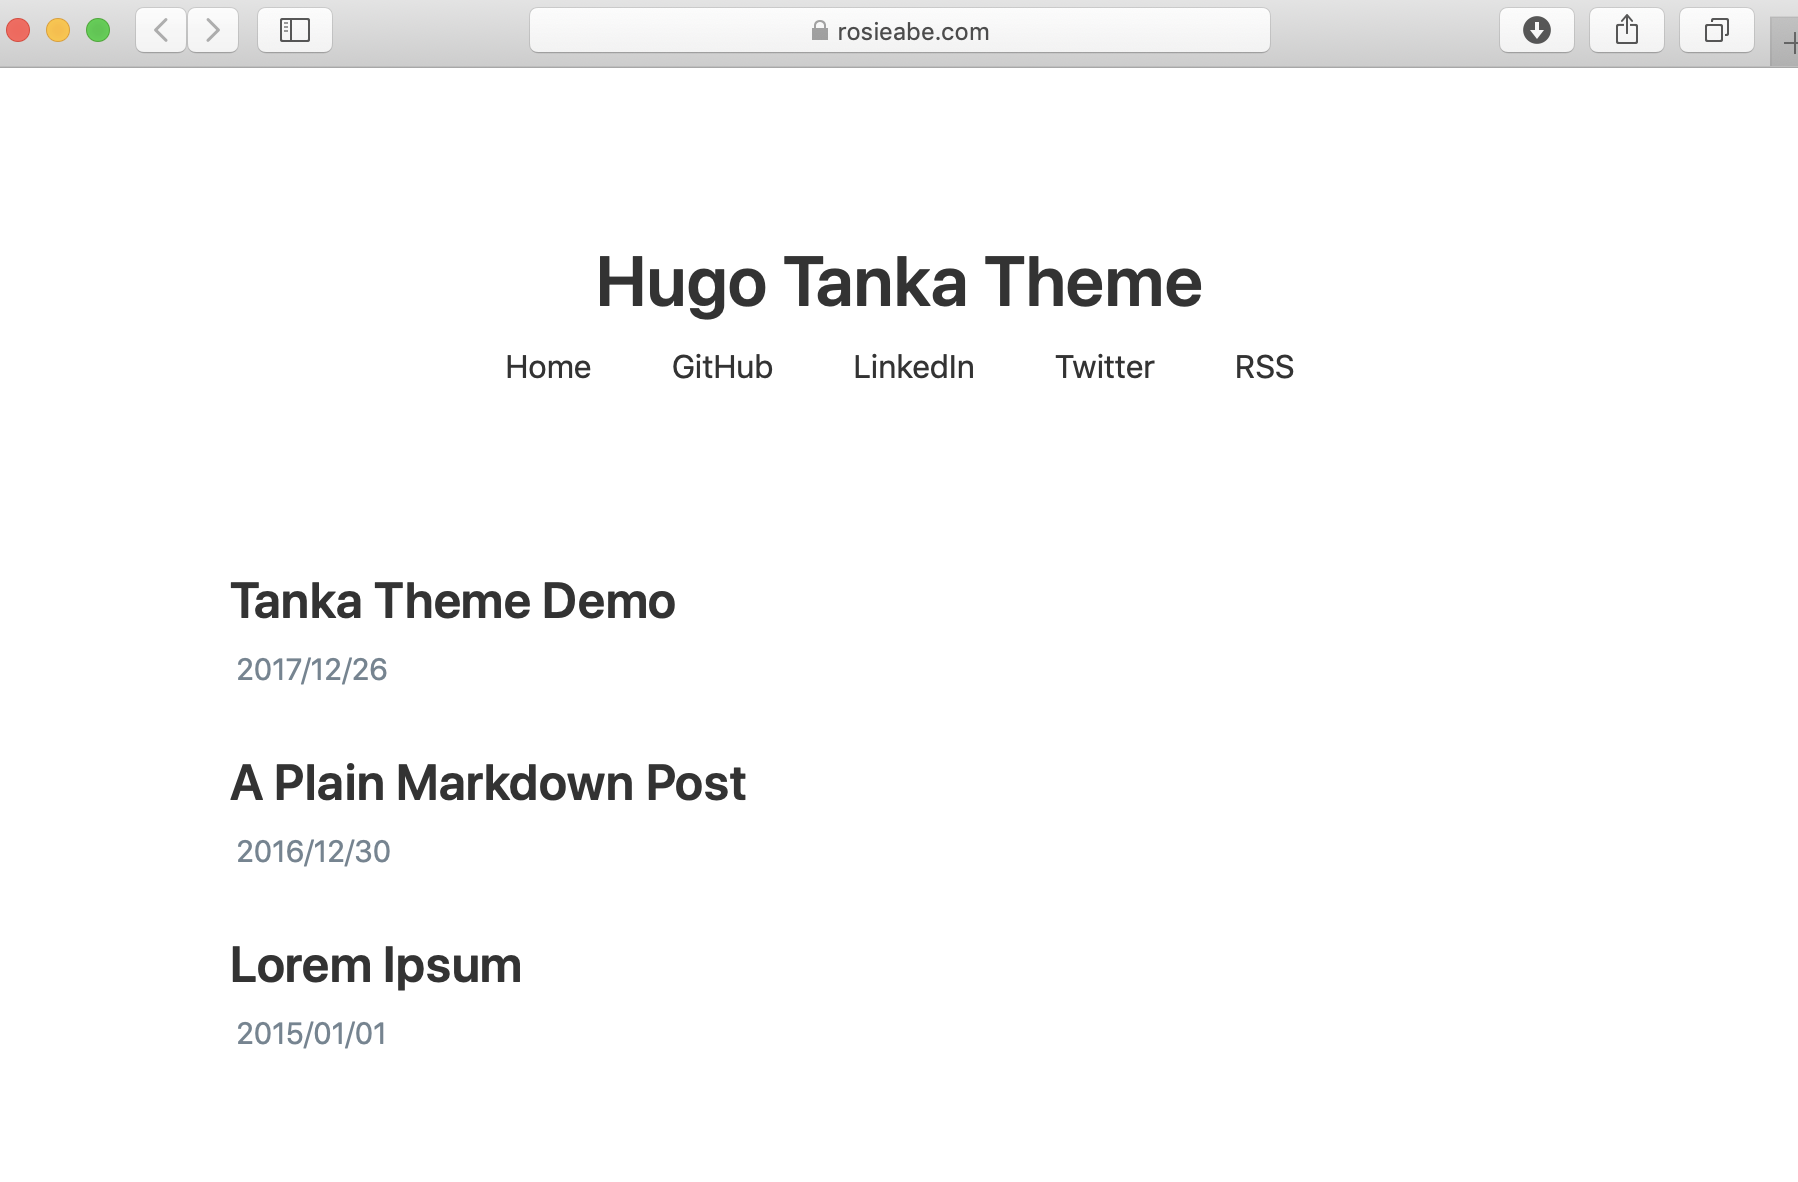 rosieabe.com
Hugo Tanka Theme
Home GitHub LinkedIn Twitter RSS
Tanka Theme Demo
2017/12/26
A Plain Markdown Post
2016/12/30
Lorem Ipsum
2015/01/01